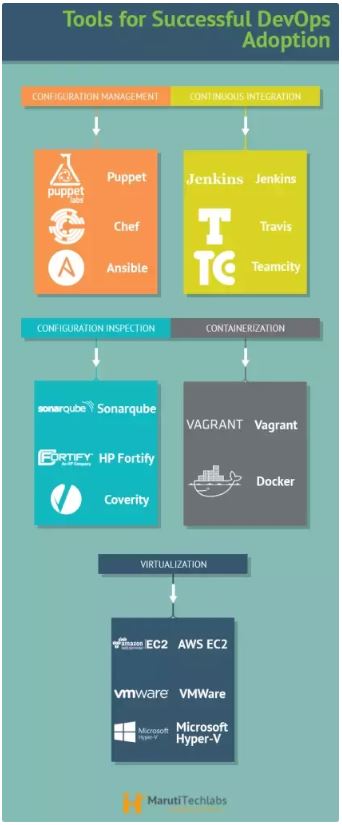 Tools for Successful DevOps
Adoption
CONFIGURATION MANAGEMENT
CONTINUOUS INTEGRATION
puppet
labs
Puppet
Chef
A
Ansible
Jenkins
Jenkins
T
Travis
TC
Teamcity
CONFIGURATION INSPECTION
CONTAINERIZATION
sonarqube
Sonarqube
FORTIFY
An HP Company
HP Fortify
Coverity
VAGRANT
Vagrant
Docker
VIRTUALIZATION
amazon
EC2
AWS EC2
vmware
VMWare
Microsoft
Hyper-V
Microsoft
Hyper-V
MarutiTechlabs